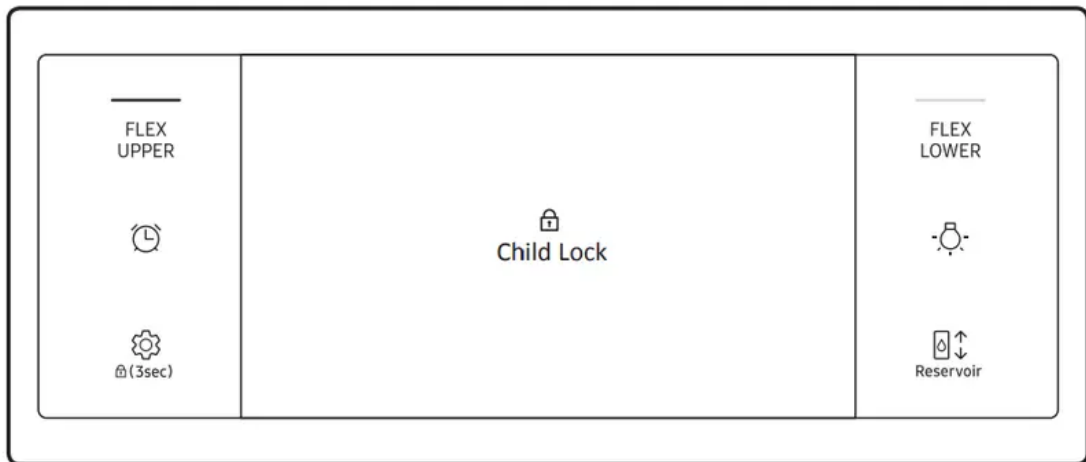 FLEX
UPPER
FLEX
LOWER
Child Lock
(3sec)
Reservoir